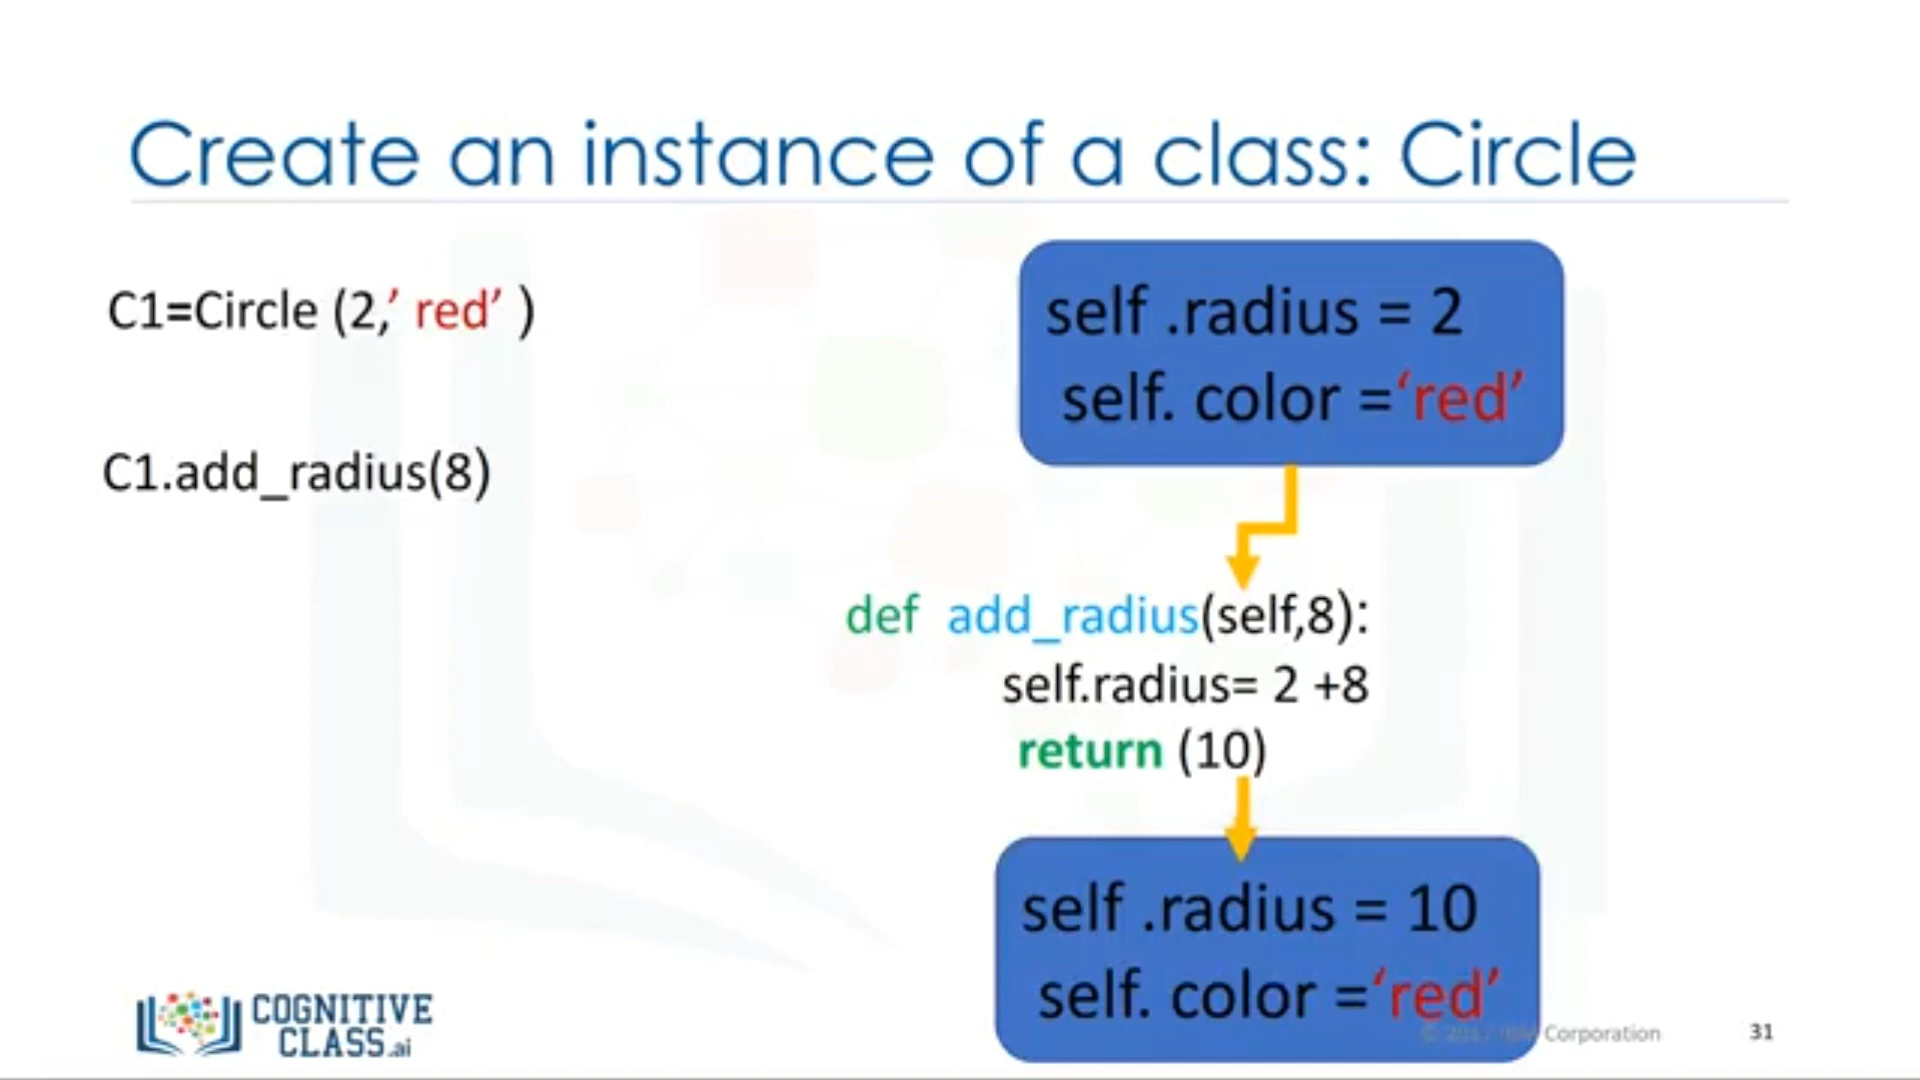 Create an instance of a class: Circle
C1=Circle (2,’ red’ )
C1.add_radius(8)
self .radius = 2
self. color =‘red’
def add_radius(self,8):
self.radius= 2 +8
return (10)
self .radius = 10
self. color =‘red’
COGNITIVE
CLASS.ai
© 2017 IBM Corporation
31